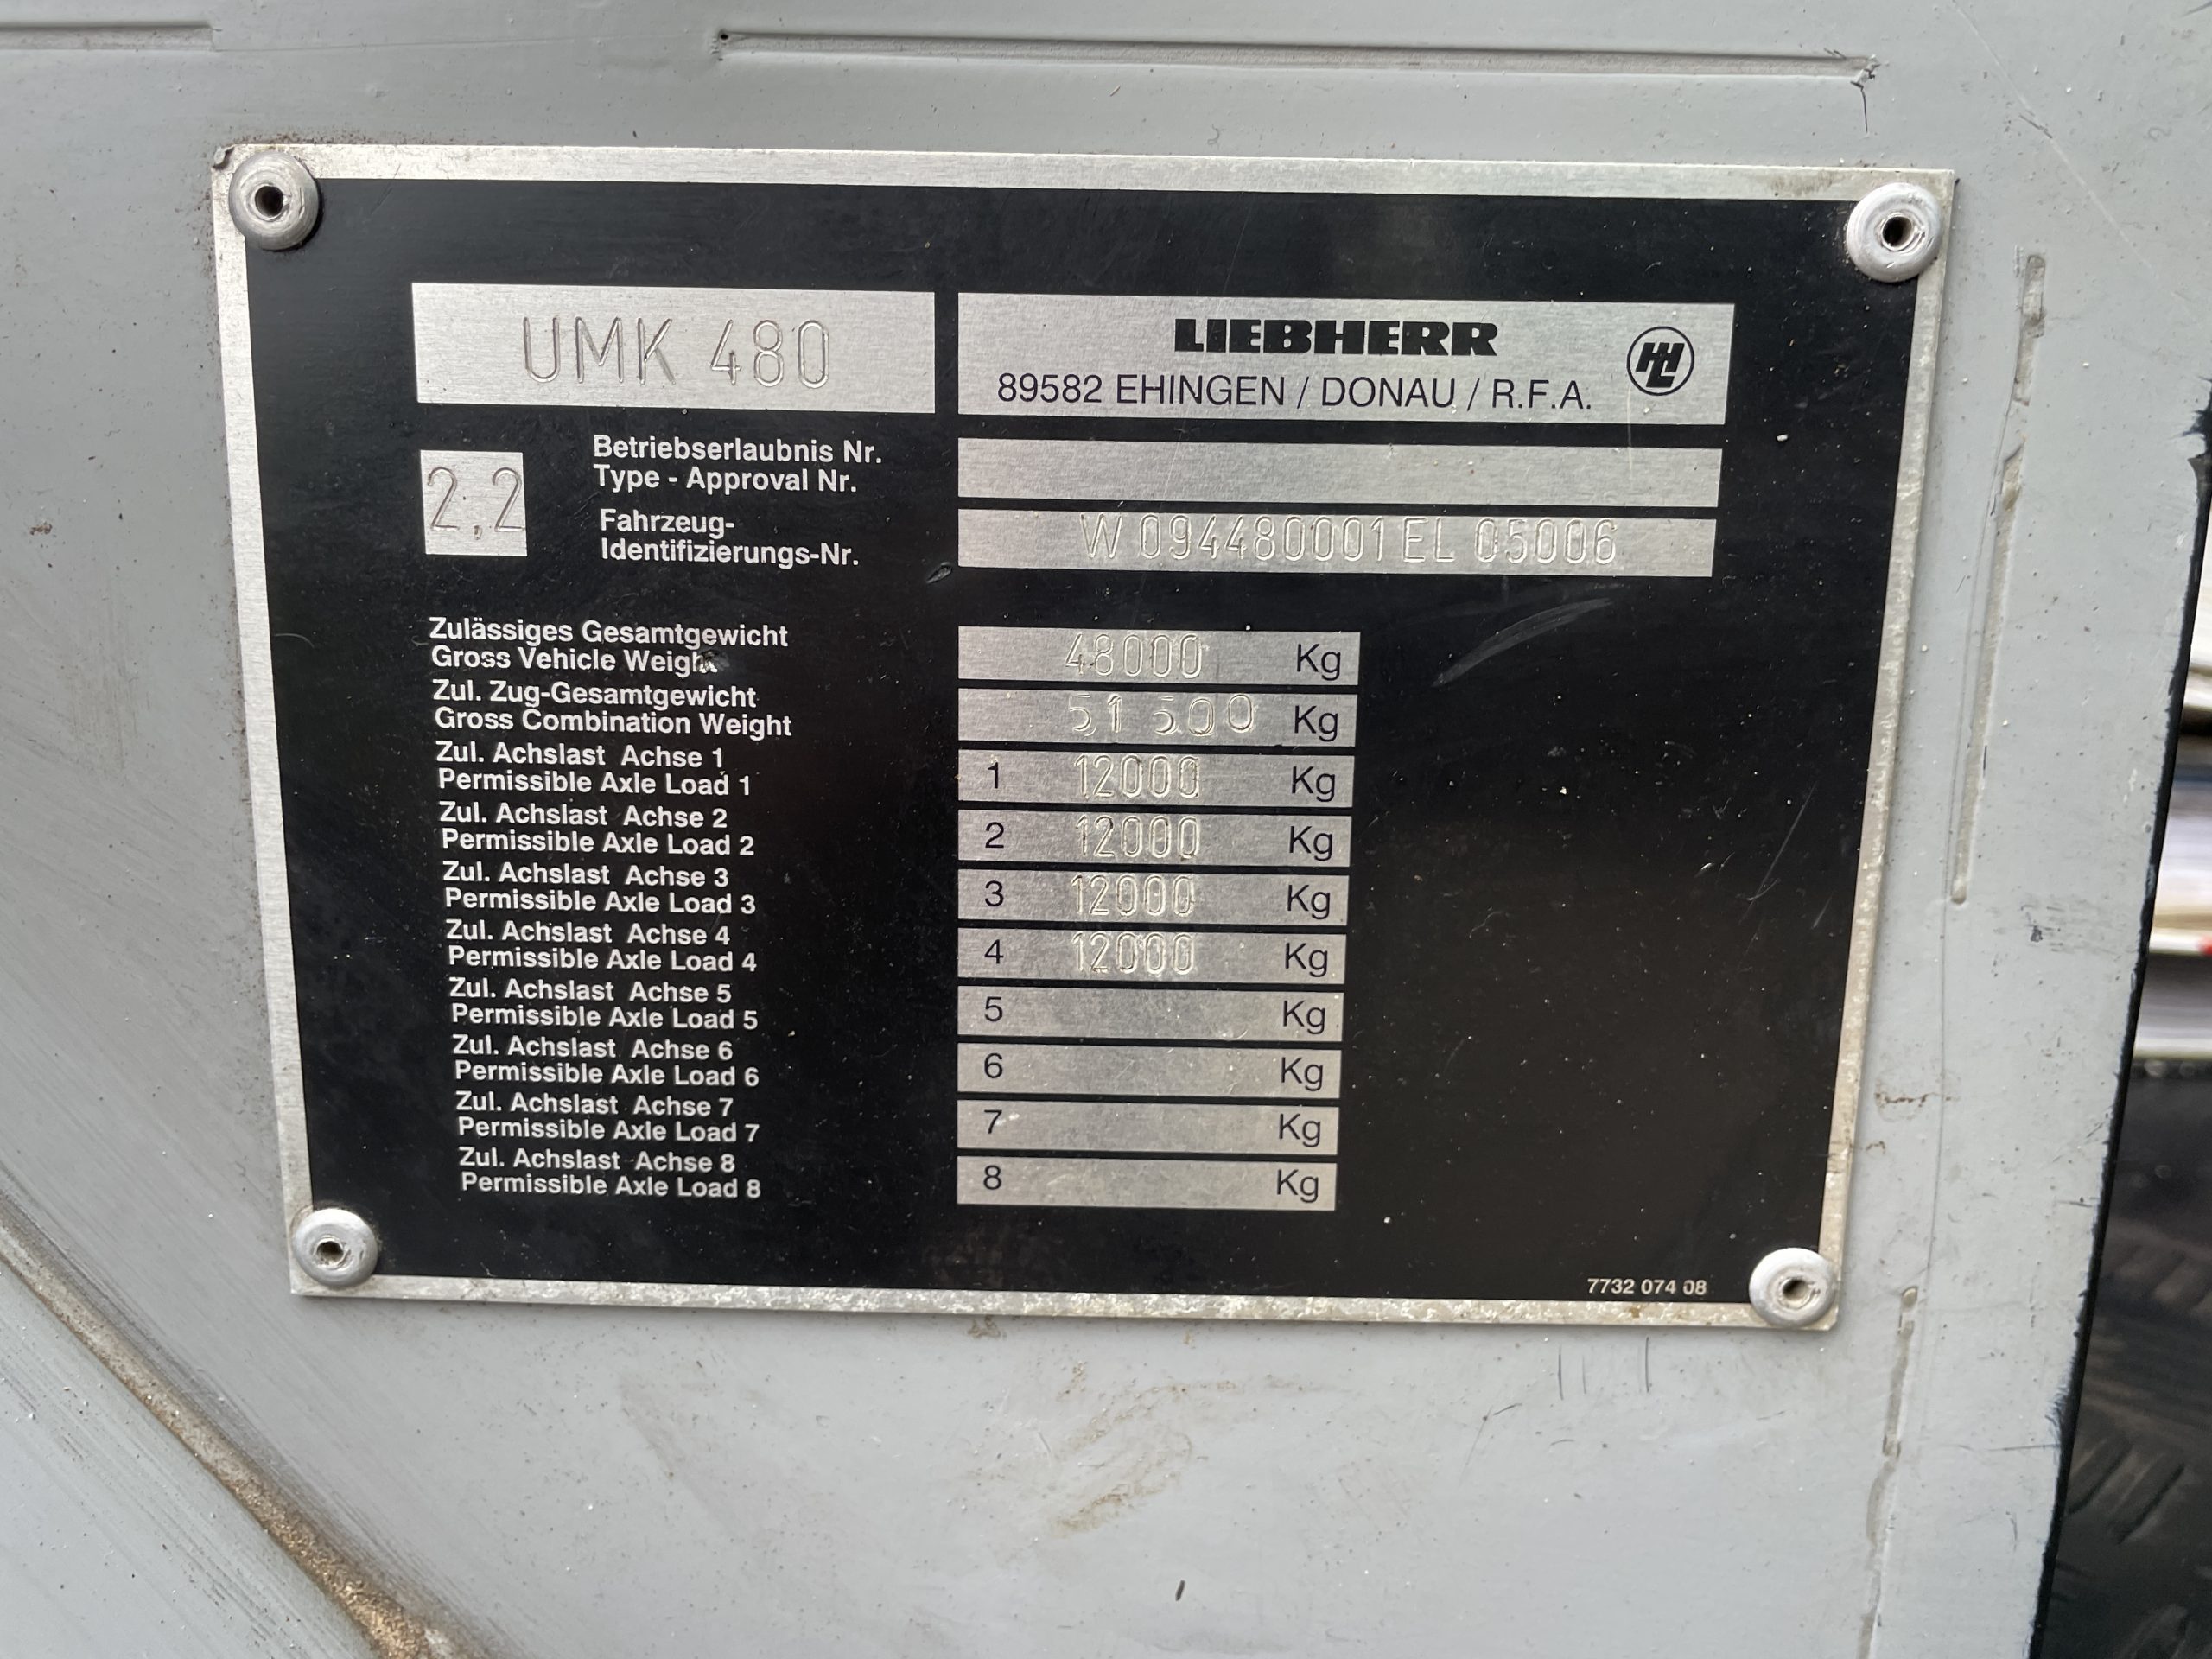 UMK 480
LIEBHERR
89582 EHINGEN / DONAU / R.F.A.
2.2
Betriebserlaubnis Nr.
Type - Approval Nr.
Fahrzeug-
Identifizierungs-Nr.
W094480001EL05006
Zulässiges Gesamtgewicht
Gross Vehicle Weight
48000 Kg
Zul. Zug-Gesamtgewicht
Gross Combination Weight
51 500 Kg
Zul. Achslast Achse 1
Permissible Axle Load 1
1 12000 Kg
Zul. Achslast Achse 2
Permissible Axle Load 2
2 12000 Kg
Zul. Achslast Achse 3
Permissible Axle Load 3
3 12000 Kg
Zul. Achslast Achse 4
Permissible Axle Load 4
4 12000 Kg
Zul. Achslast Achse 5
Permissible Axle Load 5
5 Kg
Zul. Achslast Achse 6
Permissible Axle Load 6
6 Kg
Zul. Achslast Achse 7
Permissible Axle Load 7
7 Kg
Zul. Achslast Achse 8
Permissible Axle Load 8
8 Kg
7732 074 08